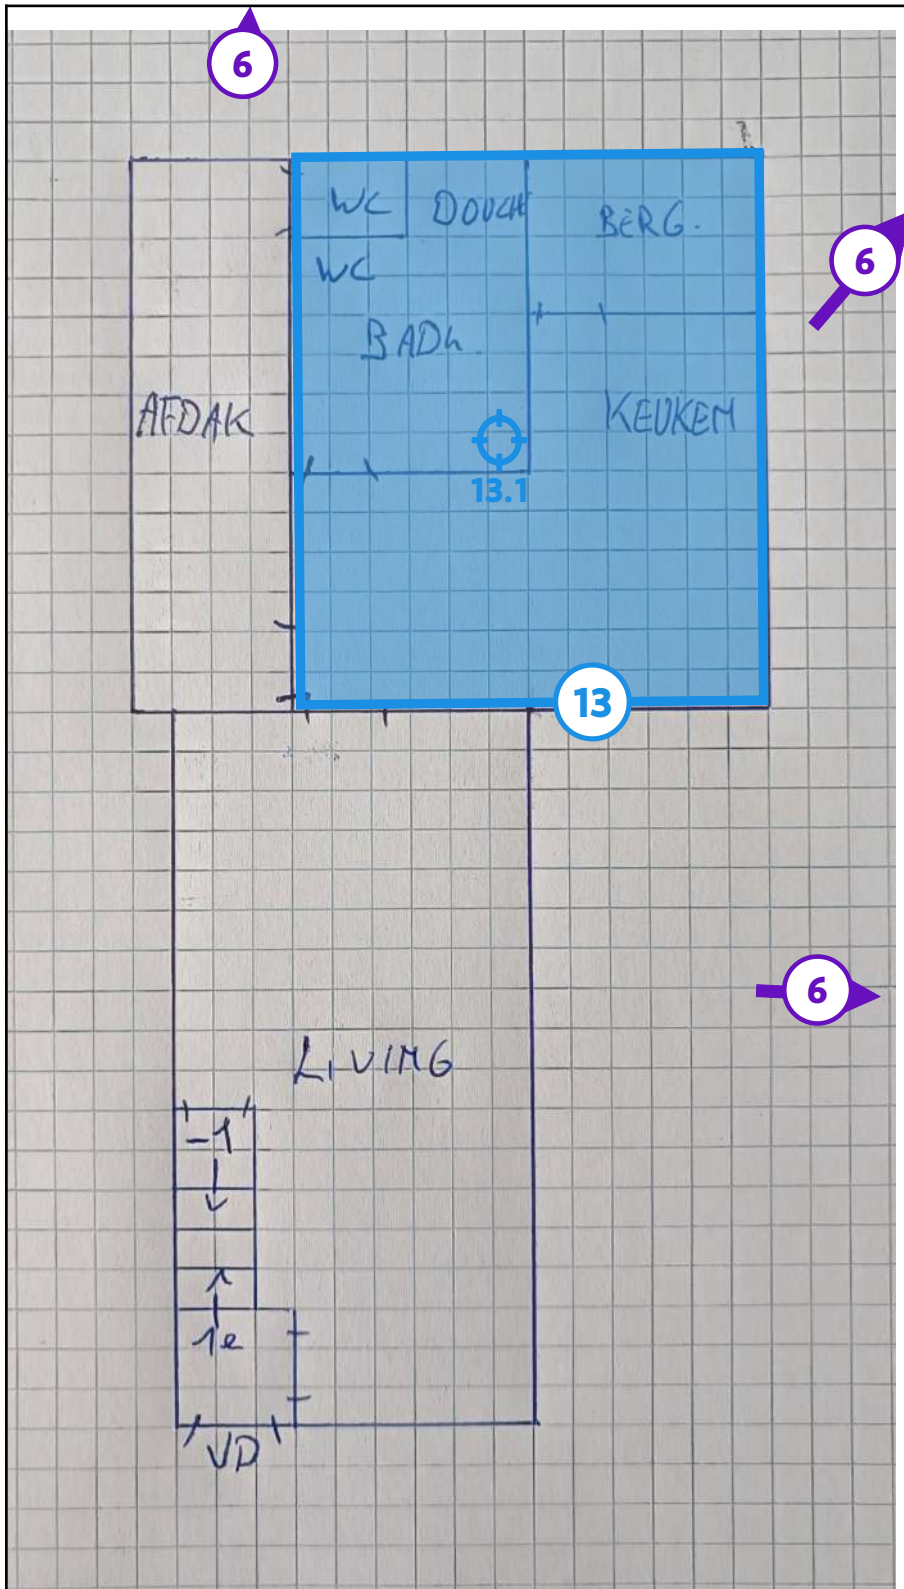 6
WC
DOUCH
BERG.
WC
6
BADK.
AFDAK
KEUKEN
13.1
13
6
LIVING
-1
1e
VD